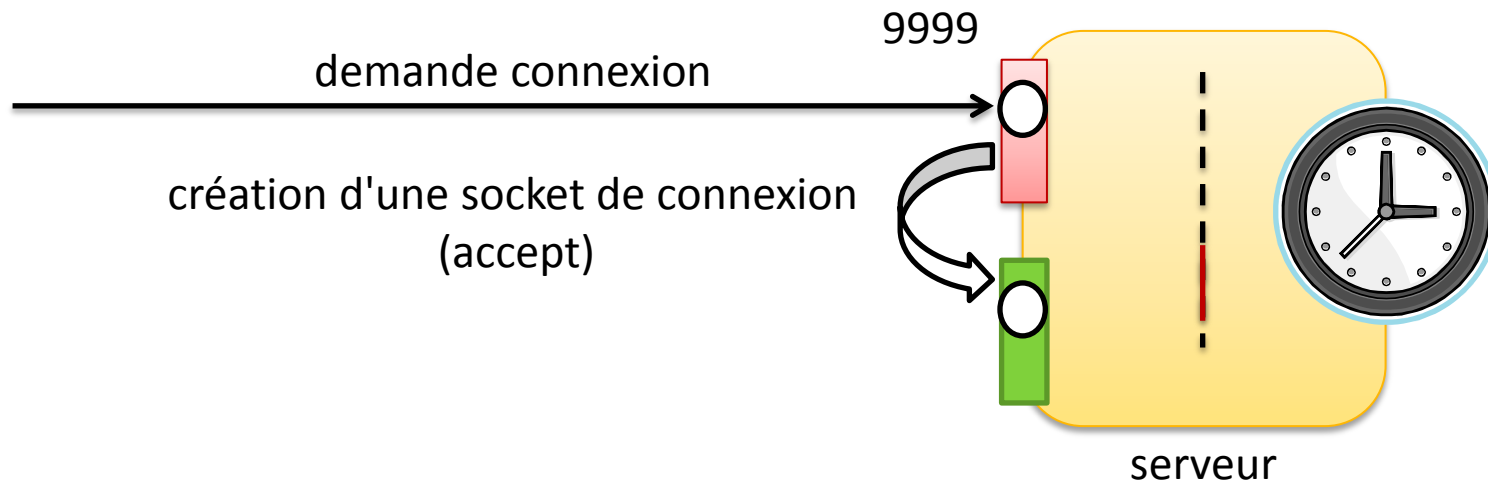 9999
demande connexion
création d'une socket de connexion
(accept)
serveur